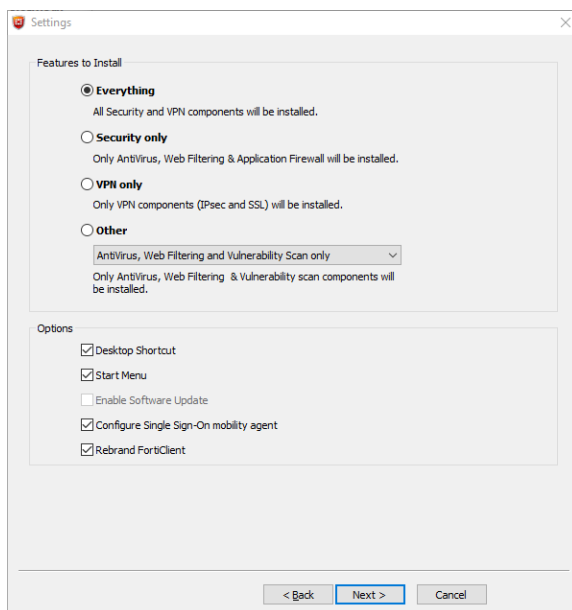 Settings
Features to Install
Everything
All Security and VPN components will be installed.
Security only
Only AntiVirus, Web Filtering & Application Firewall will be installed.
VPN only
Only VPN components (IPsec and SSL) will be installed.
Other
AntiVirus, Web Filtering and Vulnerability Scan only
Only AntiVirus, Web Filtering & Vulnerability scan components will
be installed.
Options
Desktop Shortcut
Start Menu
Enable Software Update
Configure Single Sign-On mobility agent
Rebrand FortiClient
< Back Next > Cancel